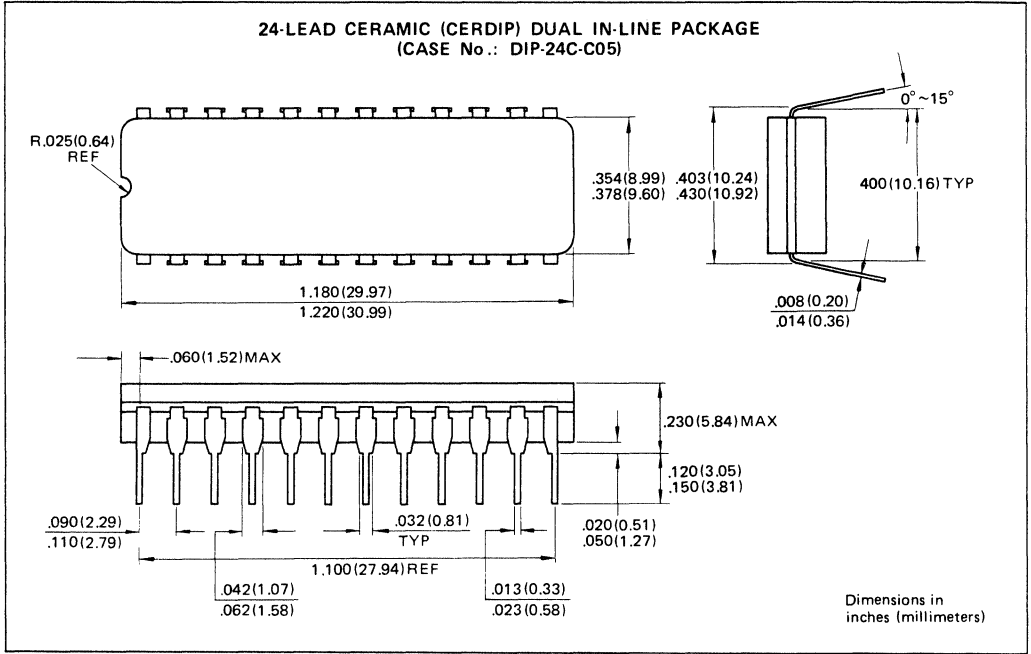 24-LEAD CERAMIC (CERDIP) DUAL IN-LINE PACKAGE
(CASE No.: DIP-24C-C05)
R.025(0.64)
REF
.354(8.99)
.378(9.60)
.403(10.24)
.430(10.92)
0°~15°
400(10.16)TYP
1.180(29.97)
1.220(30.99)
.008(0.20)
.014(0.36)
.060(1.52)MAX
.230(5.84)MAX
.120(3.05)
.150(3.81)
.090(2.29)
.110(2.79)
.032(0.81)
TYP
.020(0.51)
.050(1.27)
1.100(27.94)REF
.042(1.07)
.062(1.58)
.013(0.33)
.023(0.58)
Dimensions in
inches (millimeters)